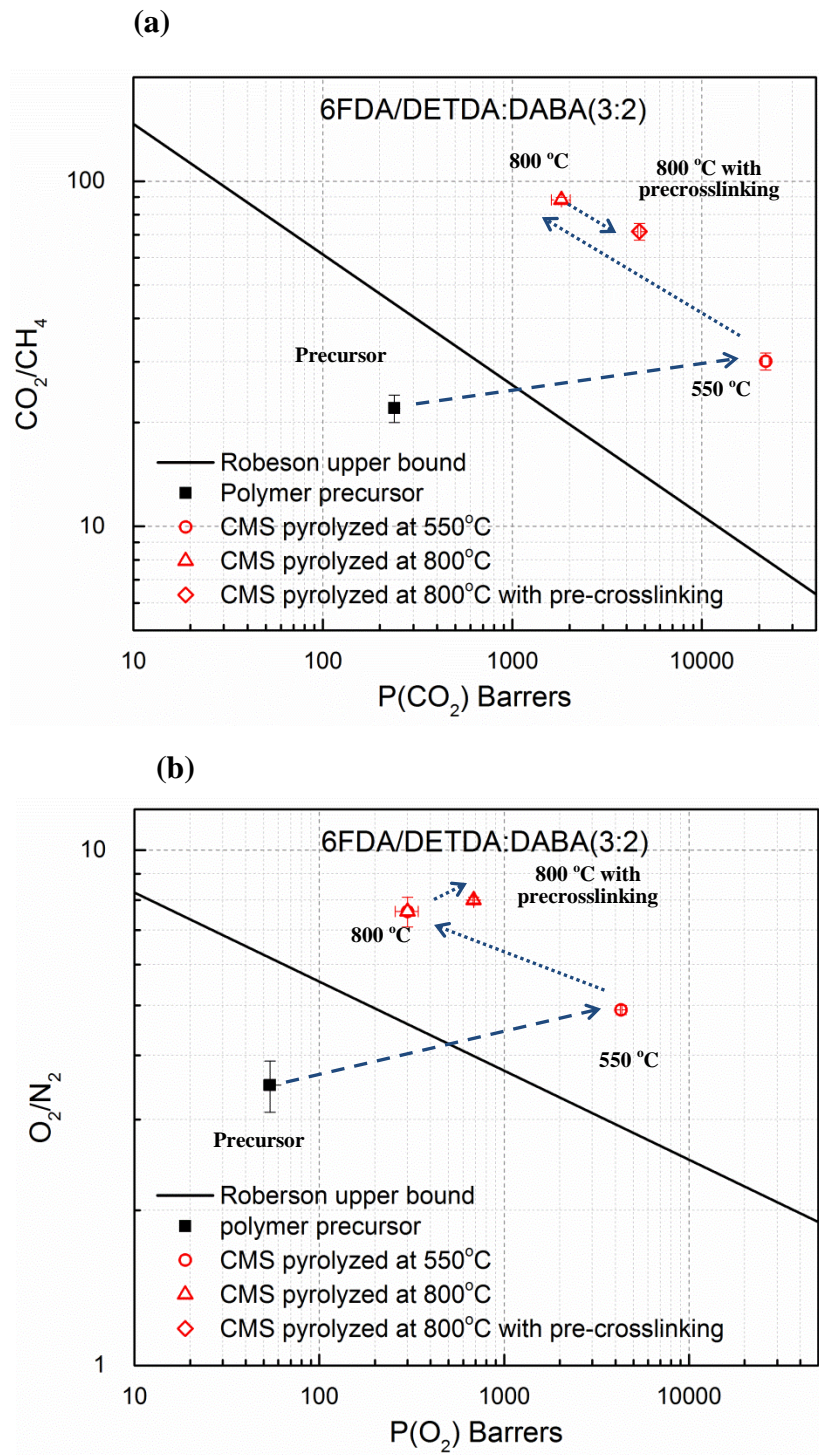 (a)
6FDA/DETDA:DABA(3:2)
800 °C
800 °C with
precrosslinking
100
Precursor
550 °C
CO₂/CH₄
Robeson upper bound
Polymer precursor
10
CMS pyrolyzed at 550°C
CMS pyrolyzed at 800°C
CMS pyrolyzed at 800°C with pre-crosslinking
10 100 1000 10000
P(CO₂) Barrers
(b)
10
6FDA/DETDA:DABA(3:2)
800 °C with
precrosslinking
800 °C
550 °C
O₂/N₂
Precursor
Roberson upper bound
polymer precursor
CMS pyrolyzed at 550°C
CMS pyrolyzed at 800°C
CMS pyrolyzed at 800°C with pre-crosslinking
1
10 100 1000 10000
P(O₂) Barrers